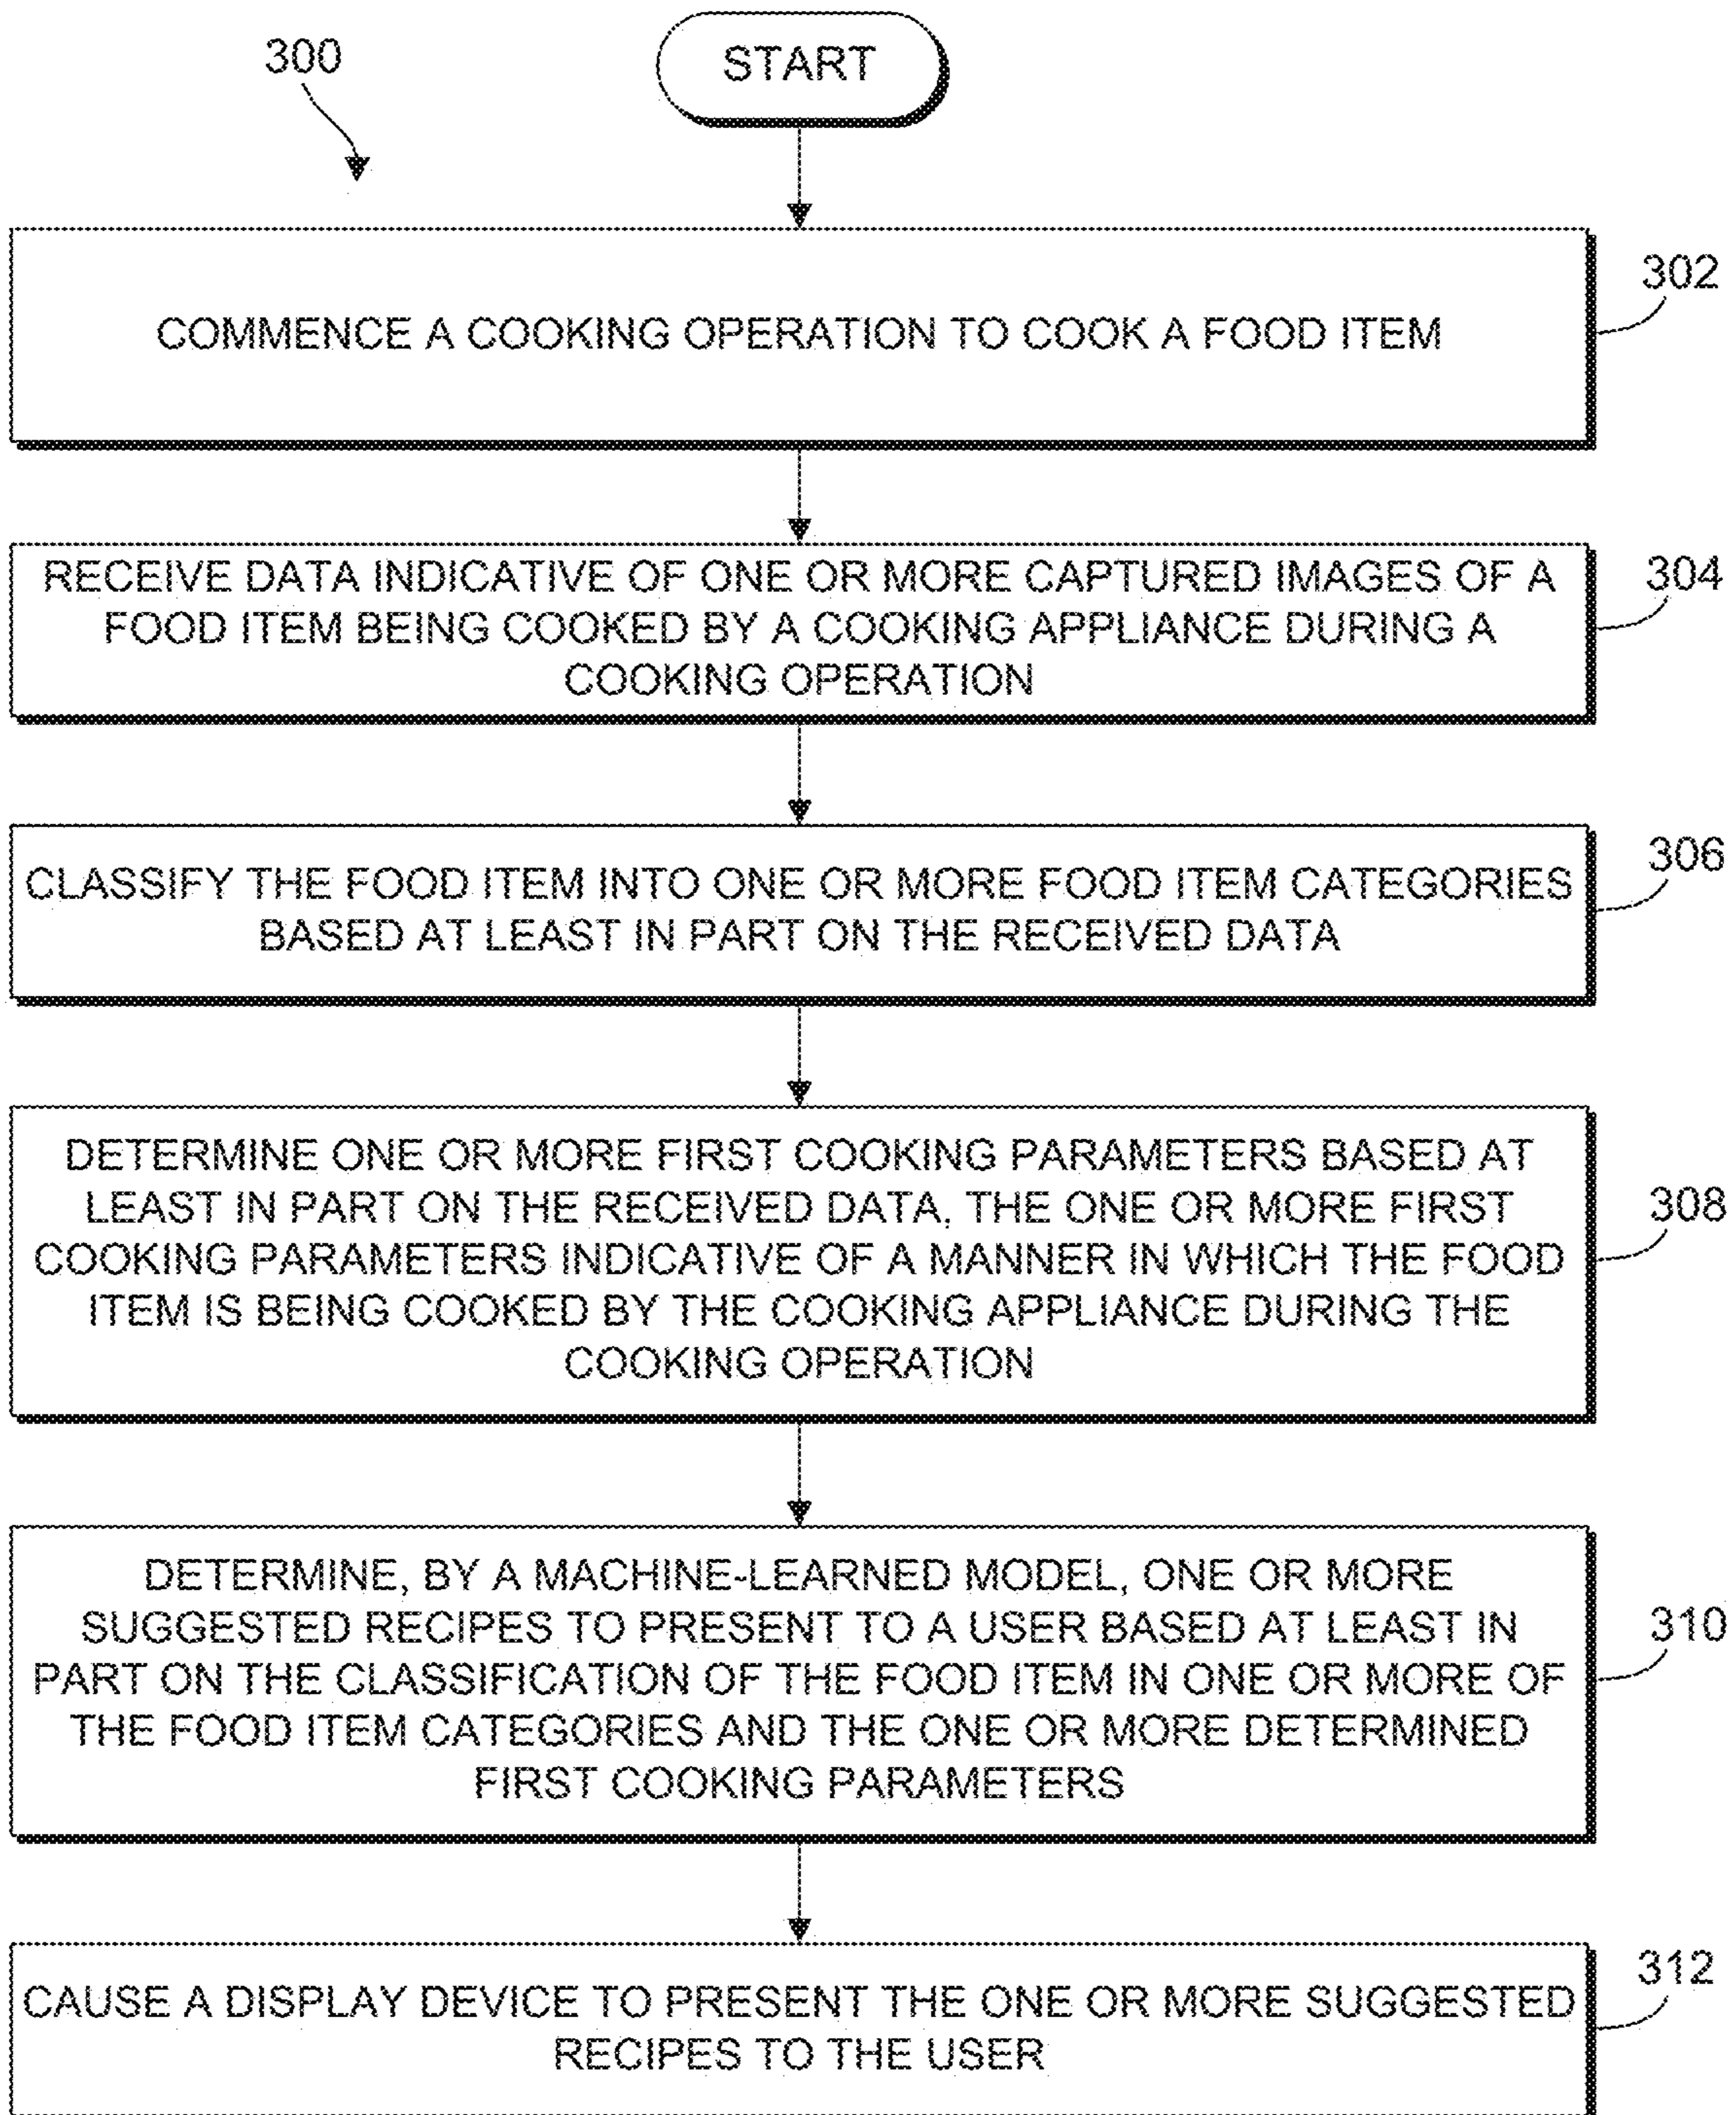 300
START
302
COMMENCE A COOKING OPERATION TO COOK A FOOD ITEM
304
RECEIVE DATA INDICATIVE OF ONE OR MORE CAPTURED IMAGES OF A
FOOD ITEM BEING COOKED BY A COOKING APPLIANCE DURING A
COOKING OPERATION
306
CLASSIFY THE FOOD ITEM INTO ONE OR MORE FOOD ITEM CATEGORIES
BASED AT LEAST IN PART ON THE RECEIVED DATA
308
DETERMINE ONE OR MORE FIRST COOKING PARAMETERS BASED AT
LEAST IN PART ON THE RECEIVED DATA, THE ONE OR MORE FIRST
COOKING PARAMETERS INDICATIVE OF A MANNER IN WHICH THE FOOD
ITEM IS BEING COOKED BY THE COOKING APPLIANCE DURING THE
COOKING OPERATION
310
DETERMINE, BY A MACHINE-LEARNED MODEL, ONE OR MORE
SUGGESTED RECIPES TO PRESENT TO A USER BASED AT LEAST IN
PART ON THE CLASSIFICATION OF THE FOOD ITEM IN ONE OR MORE OF
THE FOOD ITEM CATEGORIES AND THE ONE OR MORE DETERMINED
FIRST COOKING PARAMETERS
312
CAUSE A DISPLAY DEVICE TO PRESENT THE ONE OR MORE SUGGESTED
RECIPES TO THE USER